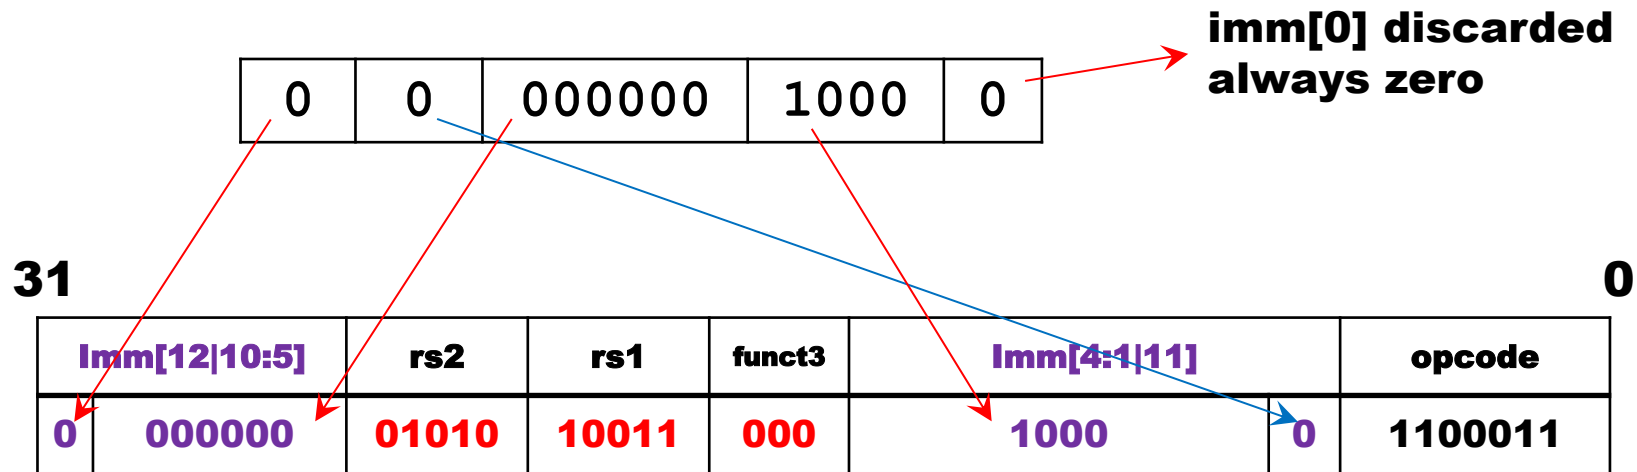 imm[0] discarded
always zero
0 0 000000 1000 0
31 0
Imm[12|10:5] rs2 rs1 funct3 Imm[4:1|11] opcode
0 000000 01010 10011 000 1000 0 1100011